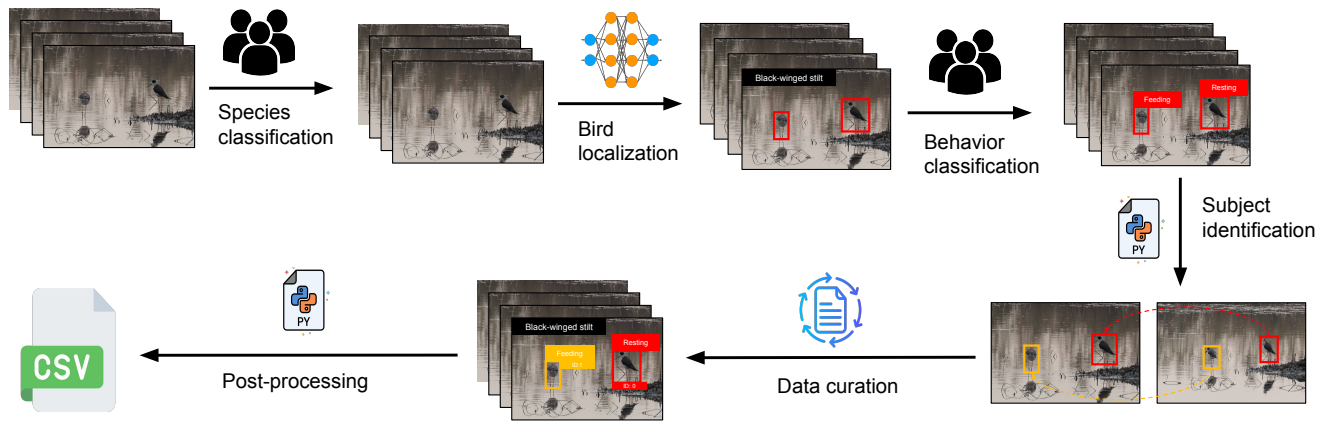 Species
classification
Bird
localization
Black-winged stilt
Behavior
classification
Feeding
Resting
PY
Subject
identification
Data curation
Black-winged stilt
Feeding
ID:1
Resting
ID: 0
PY
Post-processing
CSV